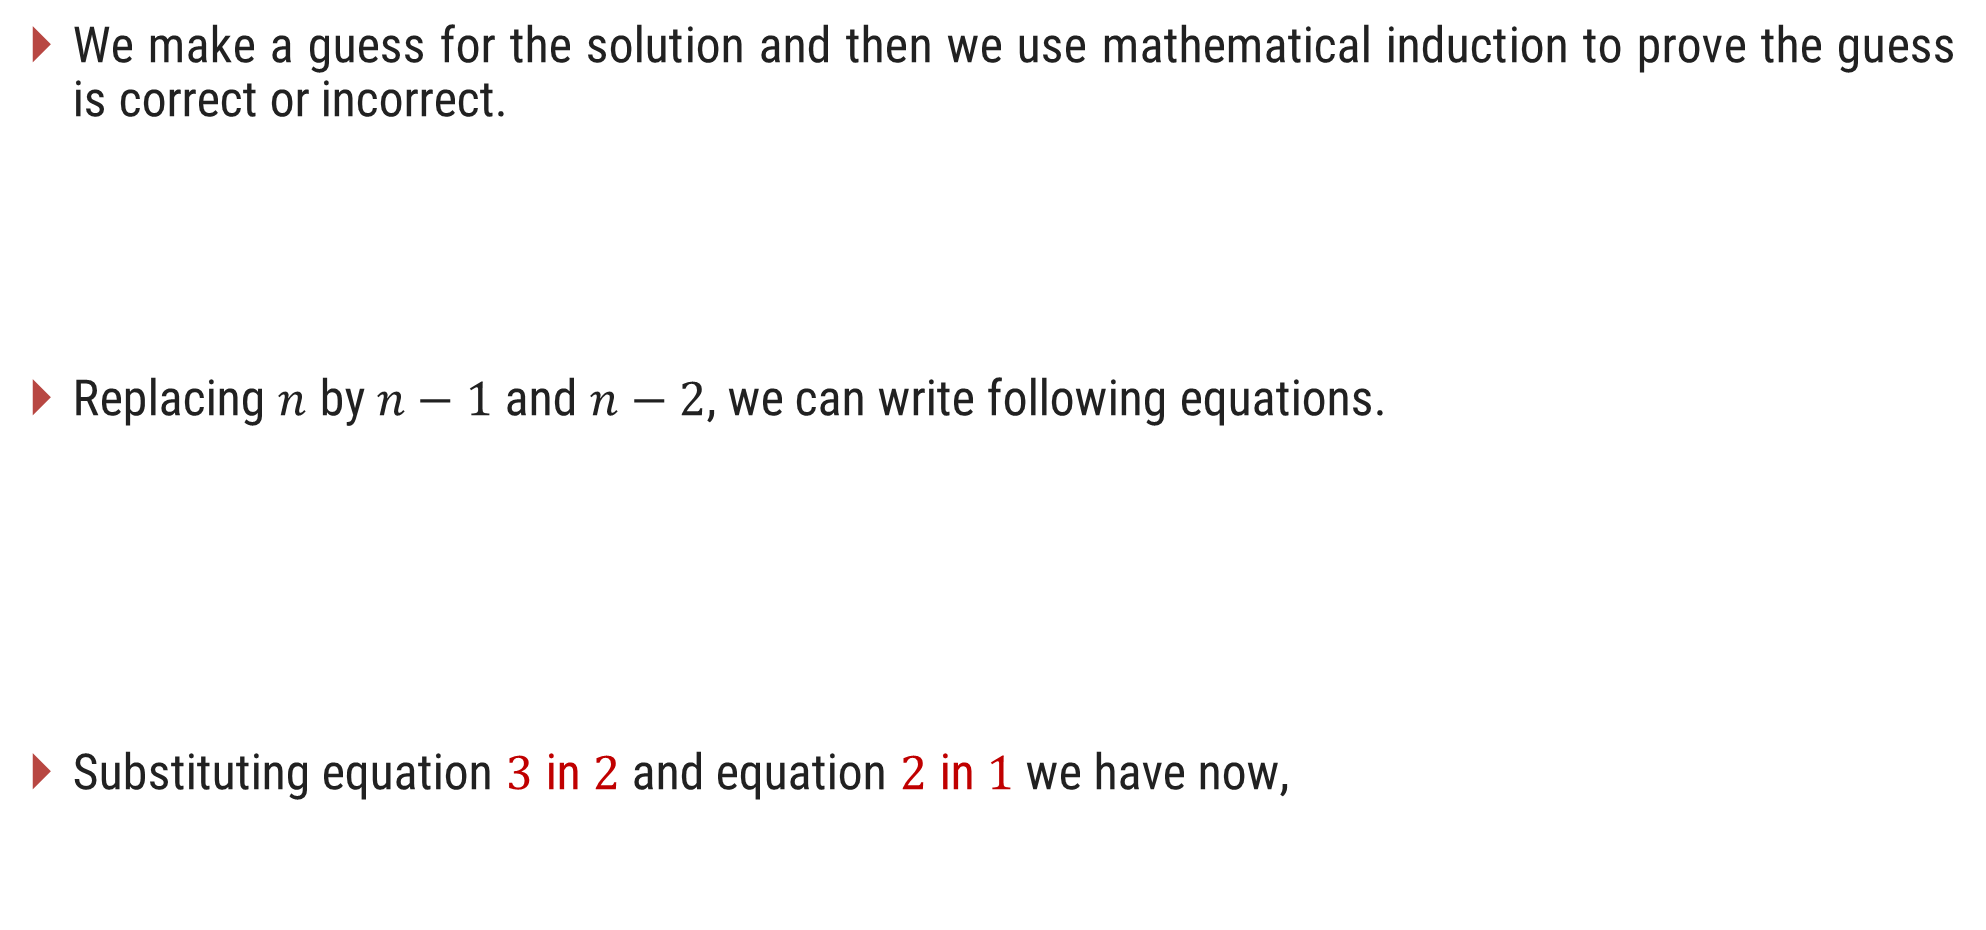 We make a guess for the solution and then we use mathematical induction to prove the guess
is correct or incorrect.
Replacing n by n − 1 and n − 2, we can write following equations.
Substituting equation 3 in 2 and equation 2 in 1 we have now,